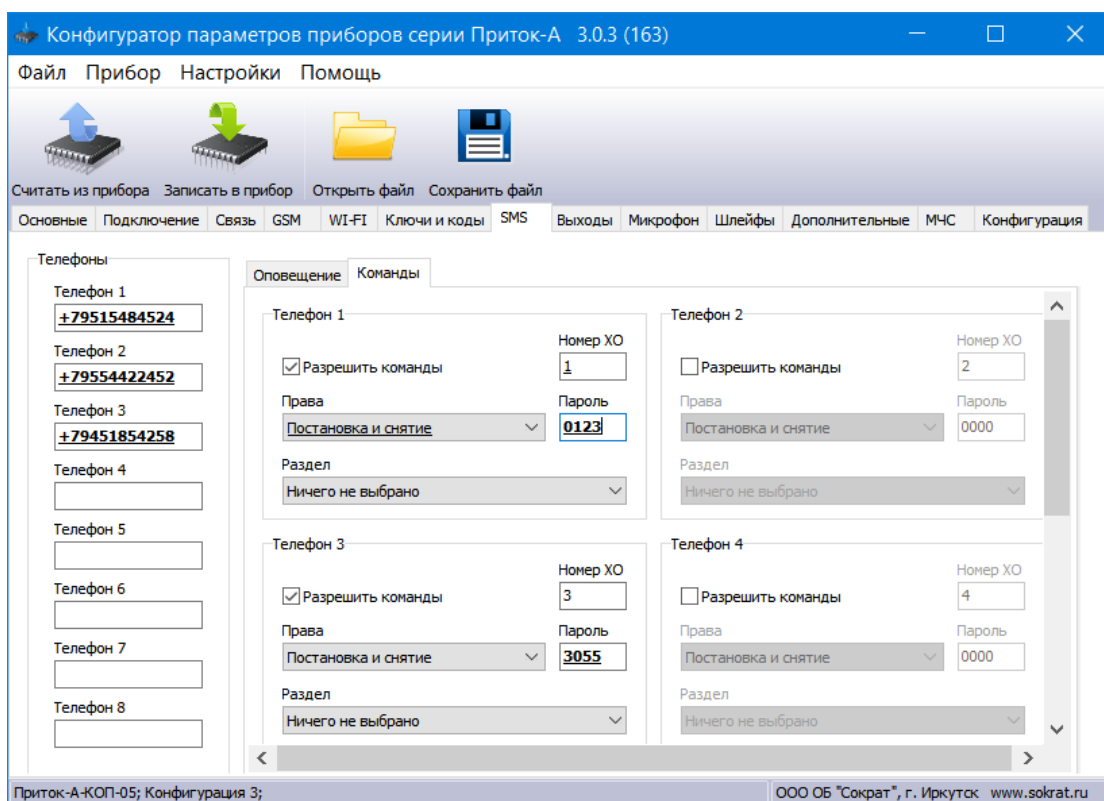 Конфигуратор параметров приборов серии Приток-А 3.0.3 (163)
Файл Прибор Настройки Помощь
Считать из прибора Записать в прибор Открыть файл Сохранить файл
Основные Подключение Связь GSM WI-FI Ключи и коды SMS Выходы Микрофон Шлейфы Дополнительные МЧС Конфигурация
Телефоны
Телефон 1
+79515484524
Телефон 2
+79554422452
Телефон 3
+79451854258
Телефон 4
Телефон 5
Телефон 6
Телефон 7
Телефон 8
Оповещение Команды
Телефон 1
Номер ХО
Разрешить команды 1
Права Пароль
Постановка и снятие 0123
Раздел
Ничего не выбрано
Телефон 2
Номер ХО
Разрешить команды 2
Права Пароль
Постановка и снятие 0000
Раздел
Ничего не выбрано
Телефон 3
Номер ХО
Разрешить команды 3
Права Пароль
Постановка и снятие 3055
Раздел
Ничего не выбрано
Телефон 4
Номер ХО
Разрешить команды 4
Права Пароль
Постановка и снятие 0000
Раздел
Ничего не выбрано
Приток-А-КОП-05; Конфигурация 3; ООО ОБ "Сократ", г. Иркутск www.sokrat.ru